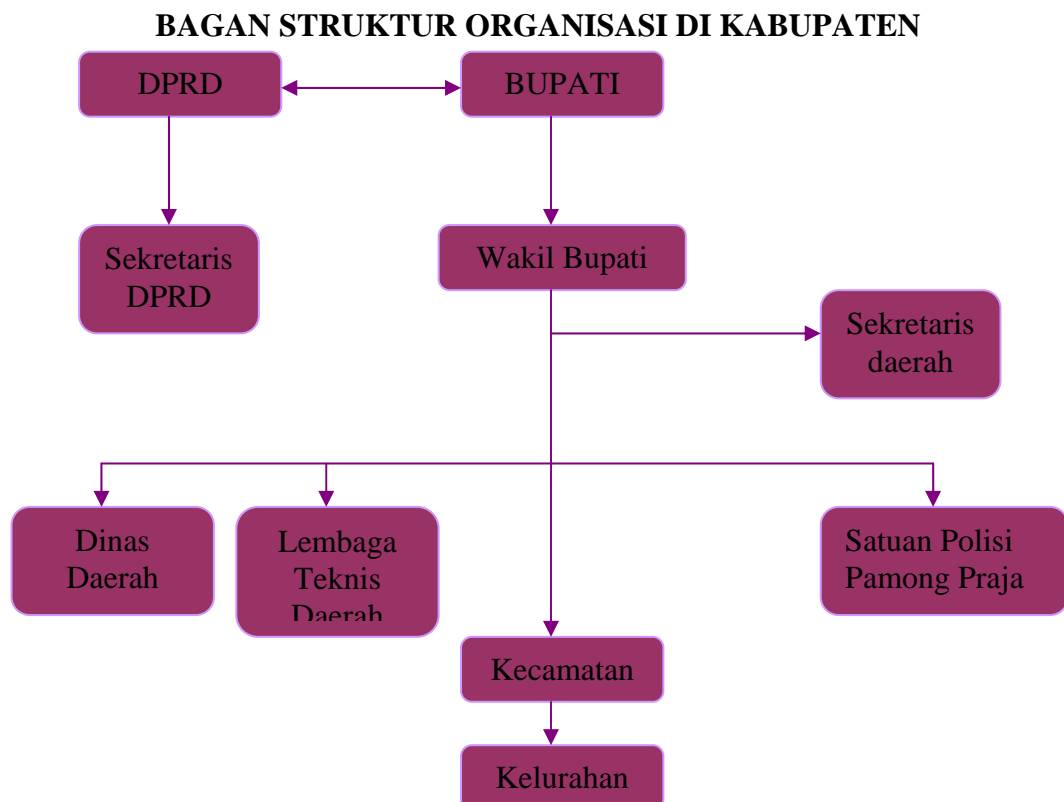 BAGAN STRUKTUR ORGANISASI DI KABUPATEN
DPRD
BUPATI
Sekretaris
DPRD
Wakil Bupati
Sekretaris
daerah
Dinas
Daerah
Lembaga
Teknis
Daerah
Satuan Polisi
Pamong Praja
Kecamatan
Kelurahan